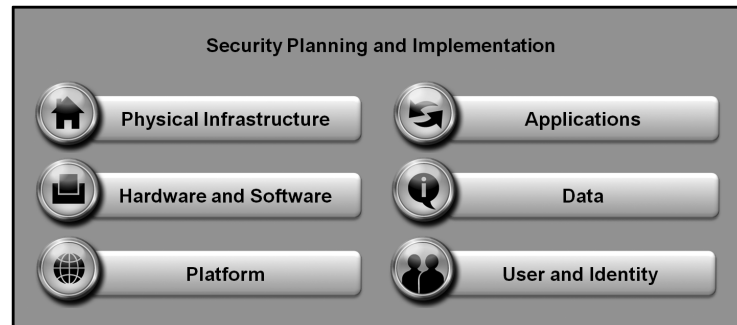 Security Planning and Implementation
Physical Infrastructure
Applications
Hardware and Software
Data
Platform
User and Identity